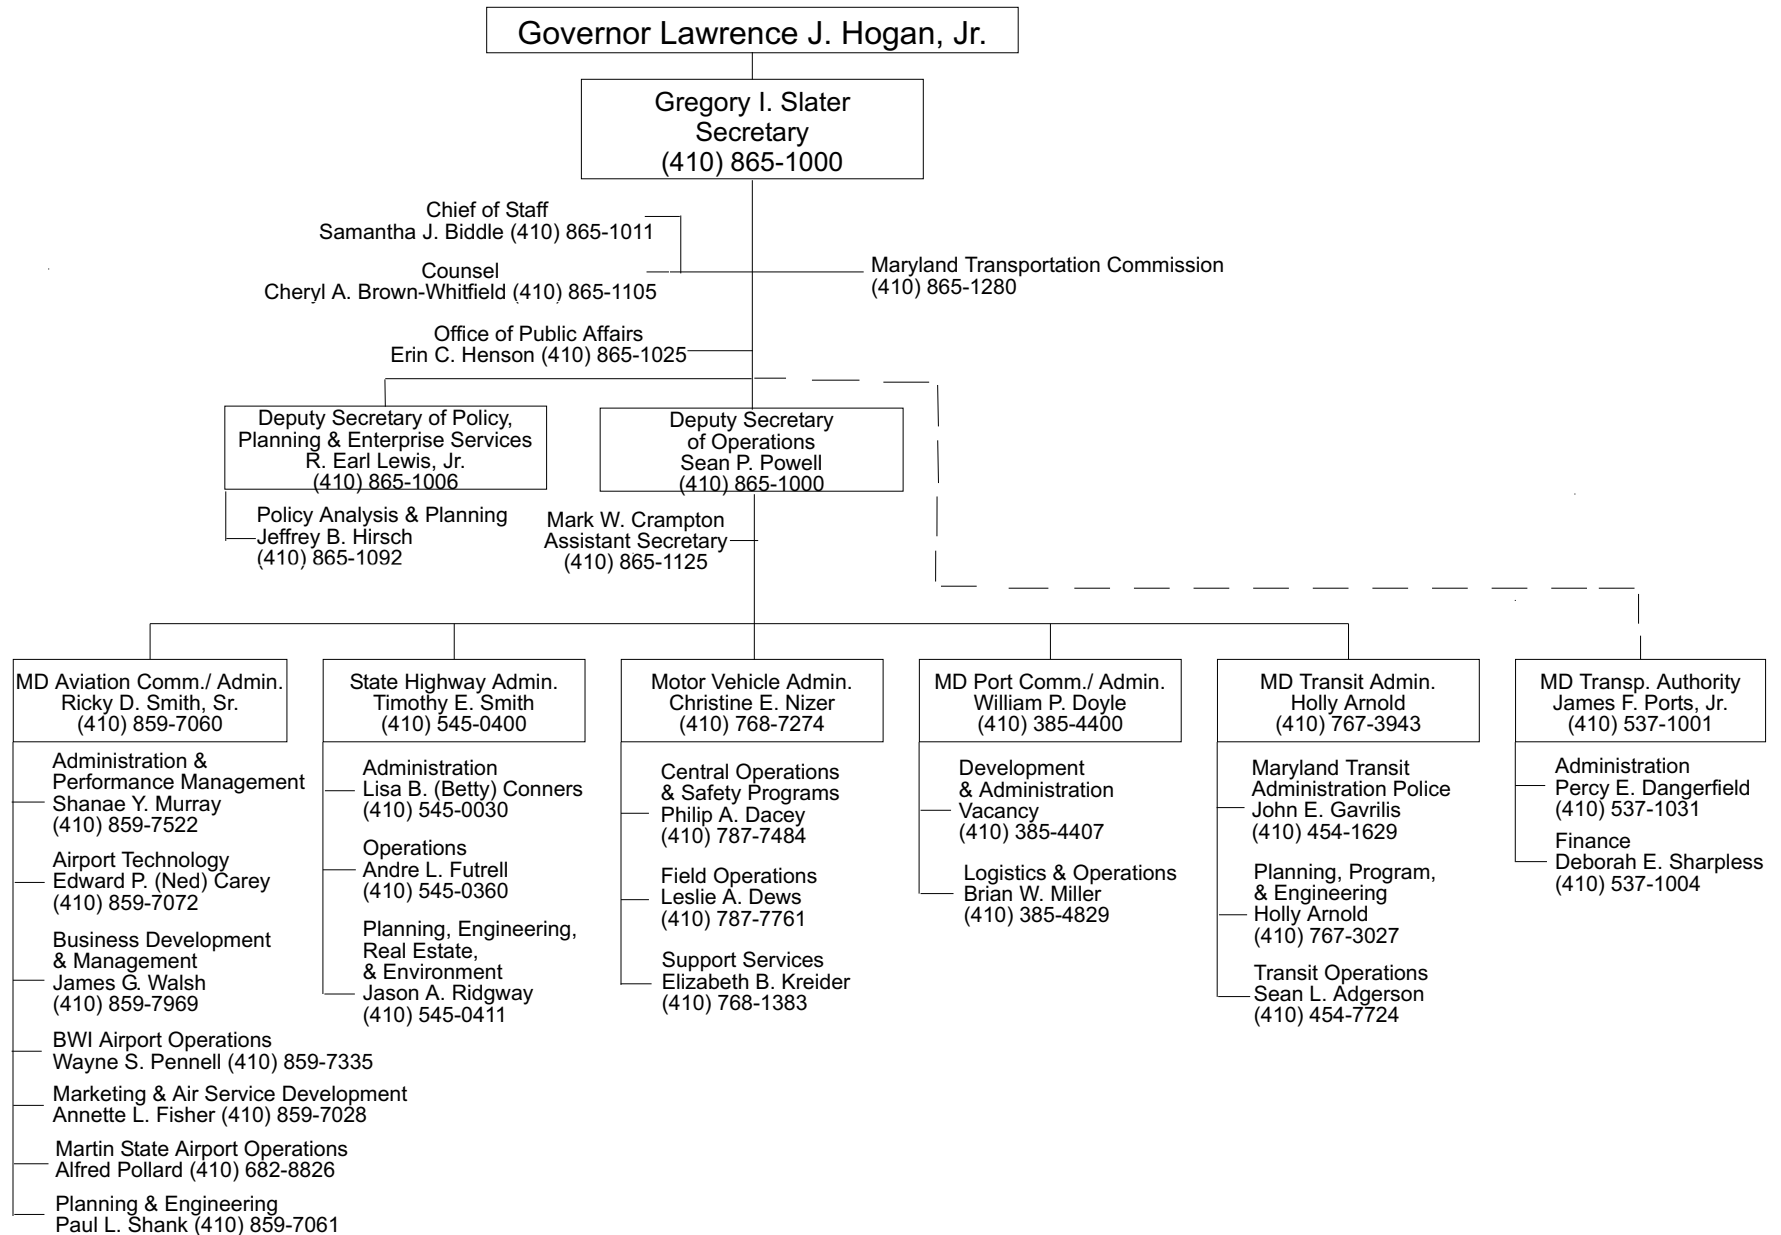 Governor Lawrence J. Hogan, Jr.
Gregory I. Slater
Secretary
(410) 865-1000
Chief of Staff
Samantha J. Biddle (410) 865-1011
Counsel
Cheryl A. Brown-Whitfield (410) 865-1105
Maryland Transportation Commission
(410) 865-1280
Office of Public Affairs
Erin C. Henson (410) 865-1025
Deputy Secretary of Policy,
Planning & Enterprise Services
R. Earl Lewis, Jr.
(410) 865-1006
Policy Analysis & Planning
Jeffrey B. Hirsch
(410) 865-1092
Deputy Secretary
of Operations
Sean P. Powell
(410) 865-1000
Mark W. Crampton
Assistant Secretary
(410) 865-1125
MD Aviation Comm./ Admin.
Ricky D. Smith, Sr.
(410) 859-7060
Administration &
Performance Management
Shanae Y. Murray
(410) 859-7522
Airport Technology
Edward P. (Ned) Carey
(410) 859-7072
Business Development
& Management
James G. Walsh
(410) 859-7969
BWI Airport Operations
Wayne S. Pennell (410) 859-7335
Marketing & Air Service Development
Annette L. Fisher (410) 859-7028
Martin State Airport Operations
Alfred Pollard (410) 682-8826
Planning & Engineering
Paul L. Shank (410) 859-7061
State Highway Admin.
Timothy E. Smith
(410) 545-0400
Administration
Lisa B. (Betty) Conners
(410) 545-0030
Operations
Andre L. Futrell
(410) 545-0360
Planning, Engineering,
Real Estate,
& Environment
Jason A. Ridgway
(410) 545-0411
Motor Vehicle Admin.
Christine E. Nizer
(410) 768-7274
Central Operations
& Safety Programs
Philip A. Dacey
(410) 787-7484
Field Operations
Leslie A. Dews
(410) 787-7761
Support Services
Elizabeth B. Kreider
(410) 768-1383
MD Port Comm./ Admin.
William P. Doyle
(410) 385-4400
Development
& Administration
Vacancy
(410) 385-4407
Logistics & Operations
Brian W. Miller
(410) 385-4829
MD Transit Admin.
Holly Arnold
(410) 767-3943
Maryland Transit
Administration Police
John E. Gavrilis
(410) 454-1629
Planning, Program,
& Engineering
Holly Arnold
(410) 767-3027
Transit Operations
Sean L. Adgerson
(410) 454-7724
MD Transp. Authority
James F. Ports, Jr.
(410) 537-1001
Administration
Percy E. Dangerfield
(410) 537-1031
Finance
Deborah E. Sharpless
(410) 537-1004